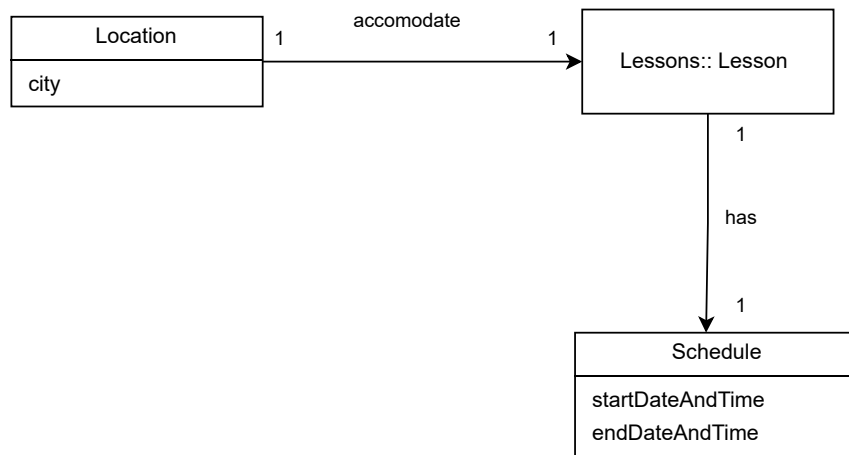 Location
city
1
accomodate
1
Lessons:: Lesson
1
has
1
Schedule
startDateAndTime
endDateAndTime